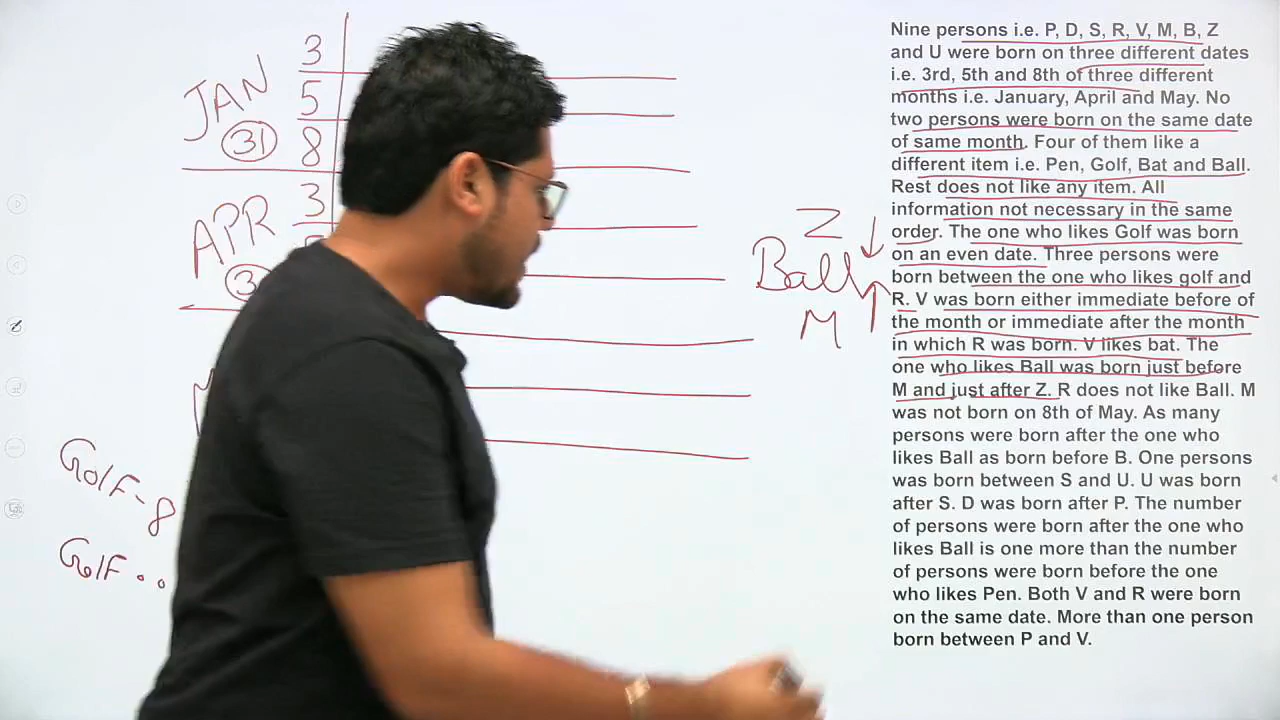 JAN
31
3
5
8
APR
3
3
Z
Ball
M
Golf-8
Golf ..
Nine persons i.e. P, D, S, R, V, M, B, Z
and U were born on three different dates
i.e. 3rd, 5th and 8th of three different
months i.e. January, April and May. No
two persons were born on the same date
of same month. Four of them like a
different item i.e. Pen, Golf, Bat and Ball.
Rest does not like any item. All
information not necessary in the same
order. The one who likes Golf was born
on an even date. Three persons were
born between the one who likes golf and
R. V was born either immediate before of
the month or immediate after the month
in which R was born. V likes bat. The
one who likes Ball was born just before
M and just after Z. R does not like Ball. M
was not born on 8th of May. As many
persons were born after the one who
likes Ball as born before B. One persons
was born between S and U. U was born
after S. D was born after P. The number
of persons were born after the one who
likes Ball is one more than the number
of persons were born before the one
who likes Pen. Both V and R were born
on the same date. More than one person
born between P and V.